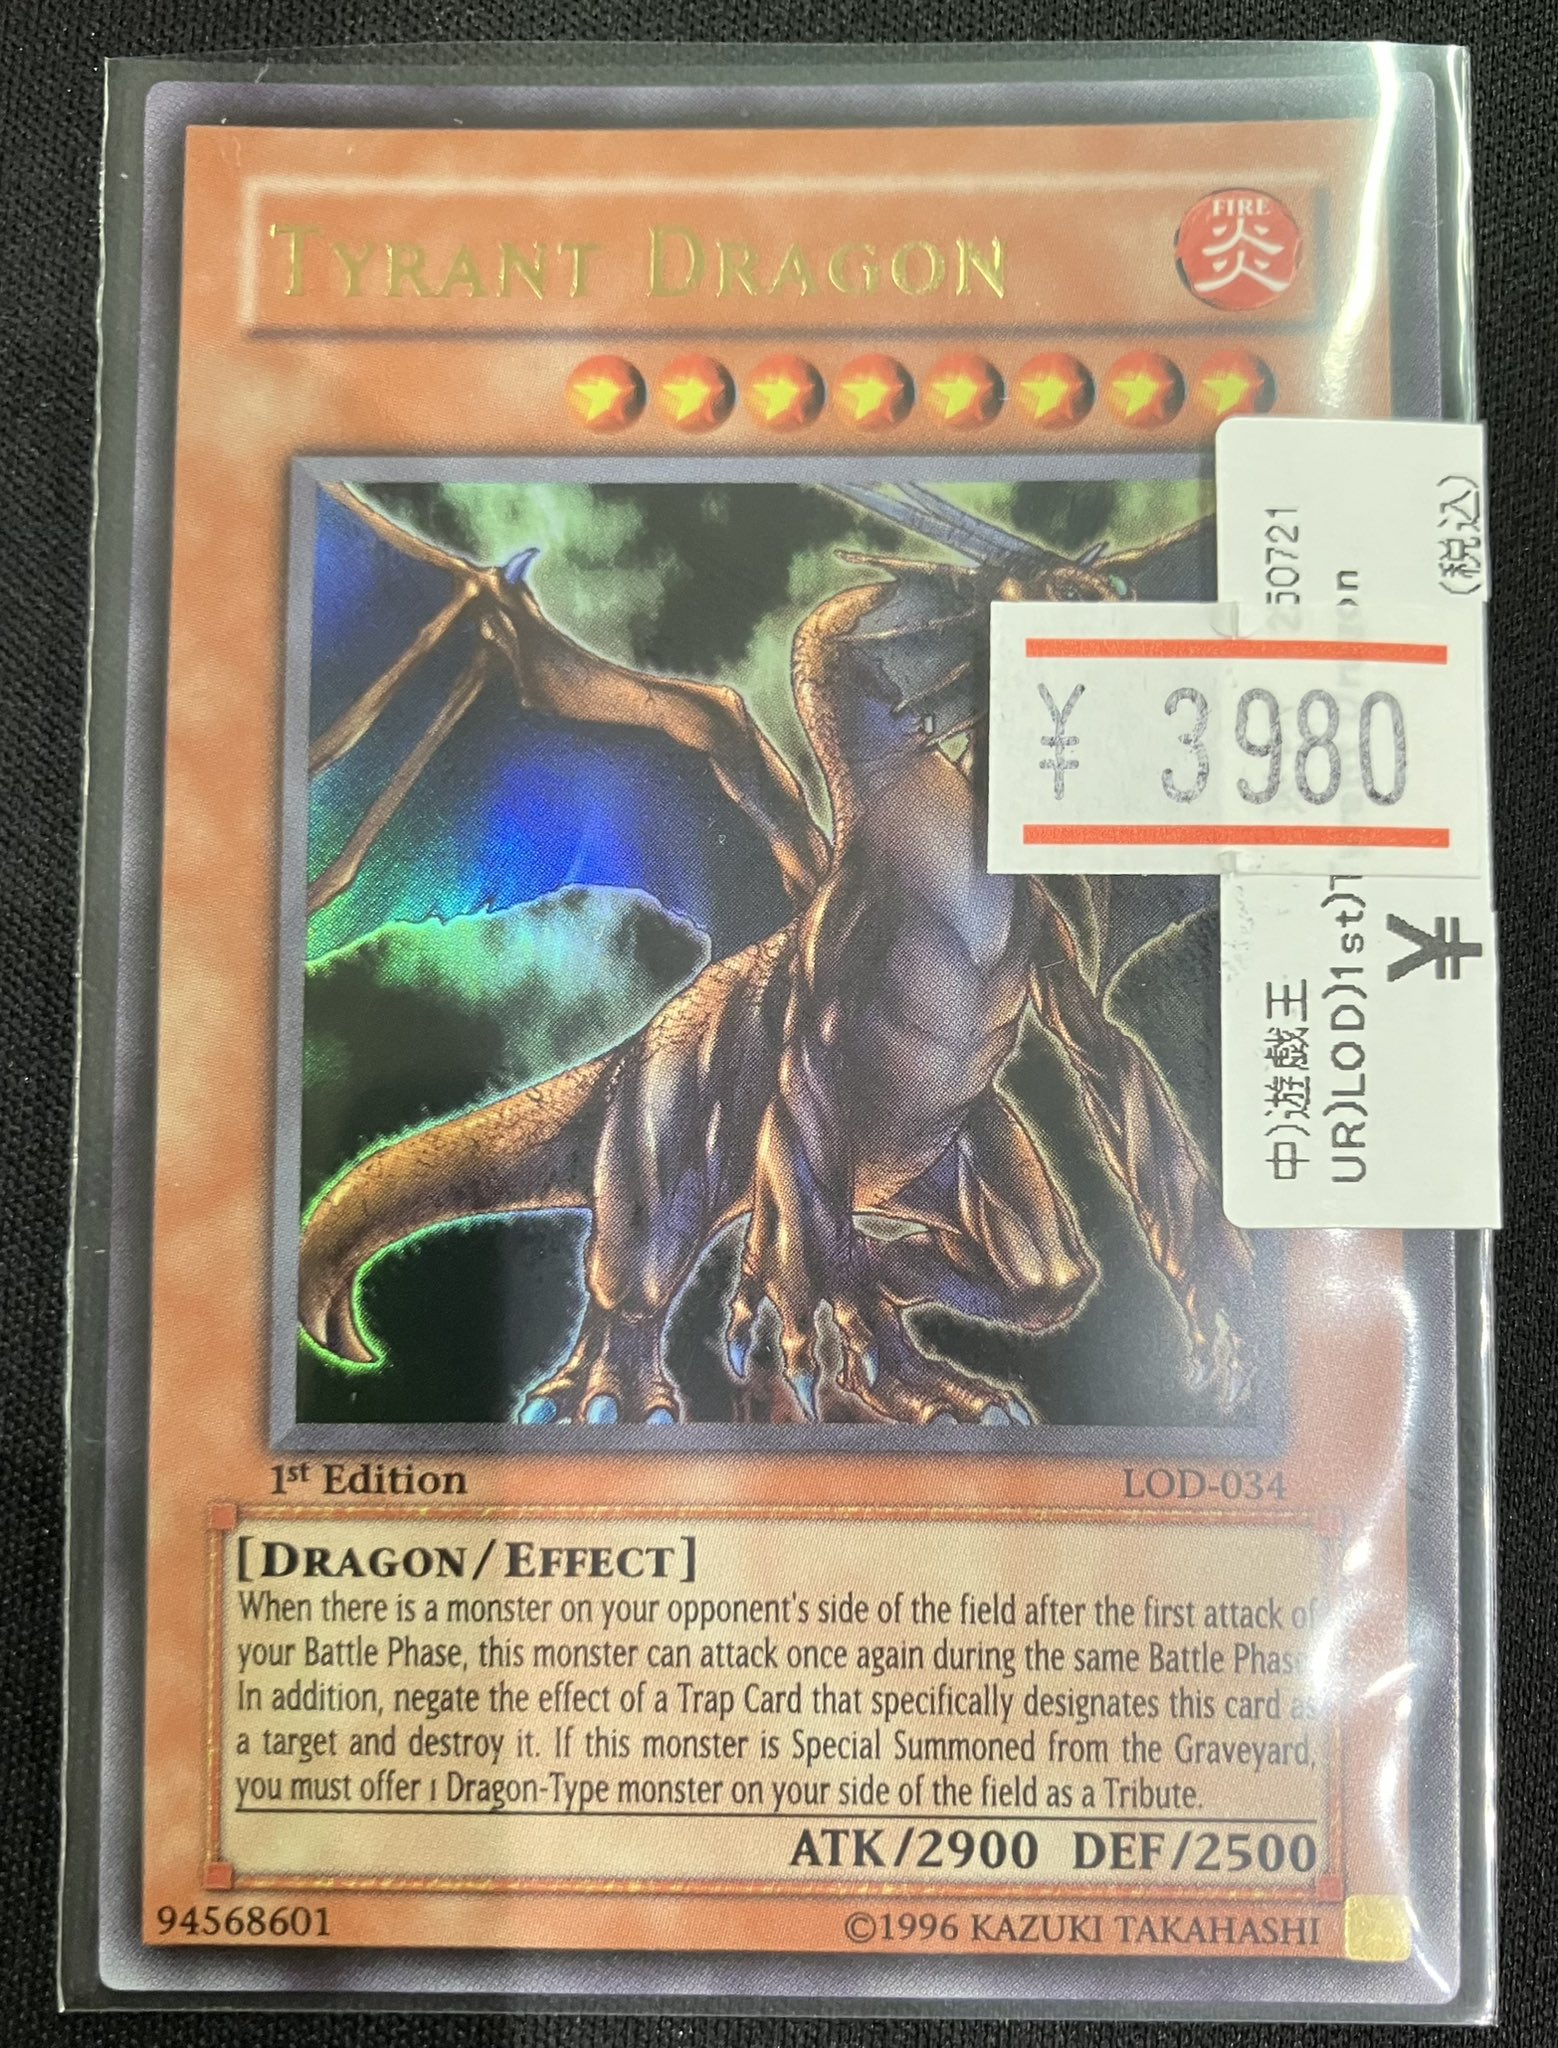 TYRANT DRAGON
FIRE
炎
250721
(税込)
¥ 3980
中)遊戯王
UR)LOD)1st)T
¥
1st Edition
LOD-034
[DRAGON/EFFECT]
When there is a monster on your opponent's side of the field after the first attack of
your Battle Phase, this monster can attack once again during the same Battle Phase.
In addition, negate the effect of a Trap Card that specifically designates this card as
a target and destroy it. If this monster is Special Summoned from the Graveyard,
you must offer 1 Dragon-Type monster on your side of the field as a Tribute.
ATK/2900 DEF/2500
94568601
©1996 KAZUKI TAKAHASHI